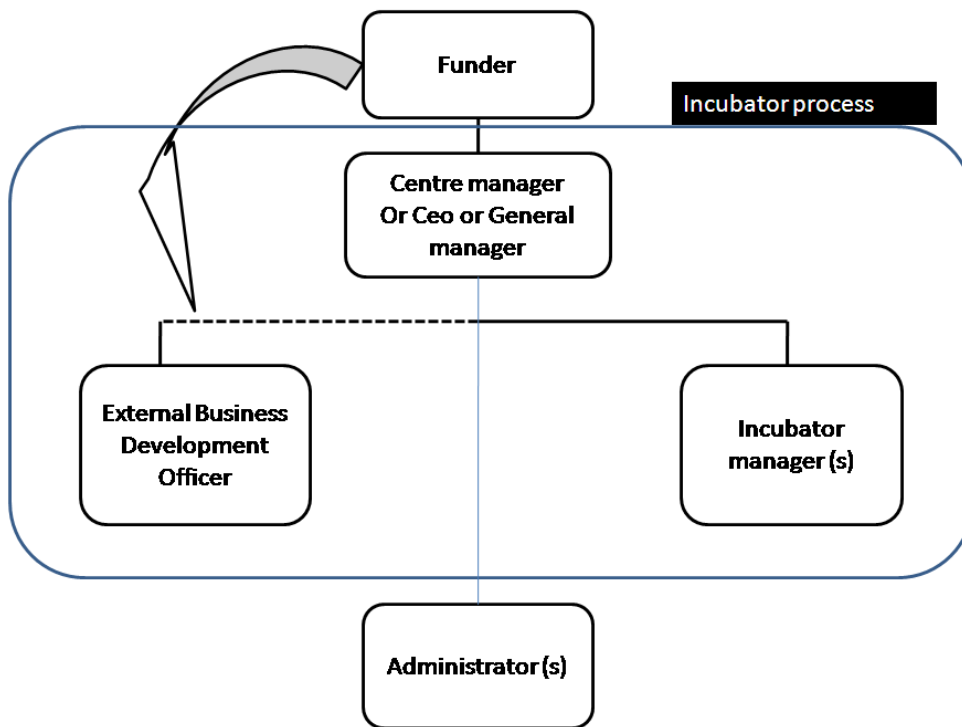 Funder
Incubator process
Centre manager
Or Ceo or General
manager
External Business
Development
Officer
Incubator
manager (s)
Administrator (s)